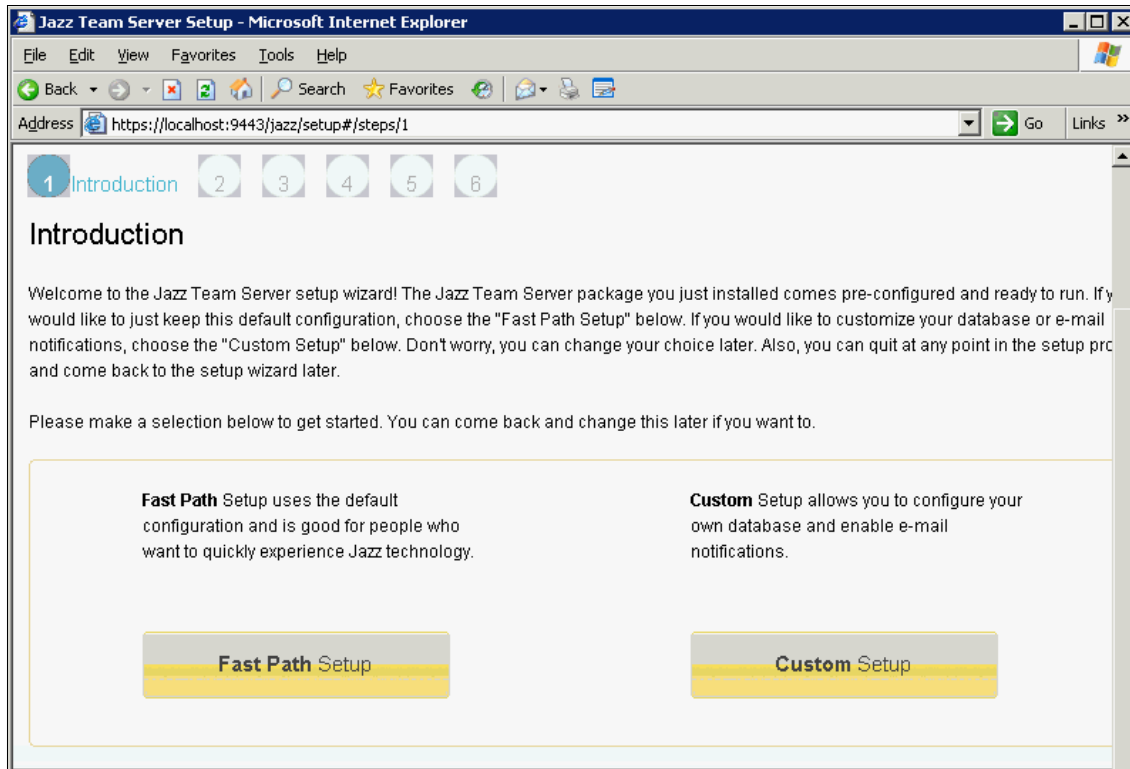 Jazz Team Server Setup - Microsoft Internet Explorer
File Edit View Favorites Tools Help
Back Search Favorites
Address https://localhost:9443/jazz/setup#/steps/1 Go Links »
1 Introduction 2 3 4 5 6
Introduction
Welcome to the Jazz Team Server setup wizard! The Jazz Team Server package you just installed comes pre-configured and ready to run. If y
would like to just keep this default configuration, choose the "Fast Path Setup" below. If you would like to customize your database or e-mail
notifications, choose the "Custom Setup" below. Don't worry, you can change your choice later. Also, you can quit at any point in the setup pro
and come back to the setup wizard later.
Please make a selection below to get started. You can come back and change this later if you want to.
Fast Path Setup uses the default
configuration and is good for people who
want to quickly experience Jazz technology.
Custom Setup allows you to configure your
own database and enable e-mail
notifications.
Fast Path Setup
Custom Setup